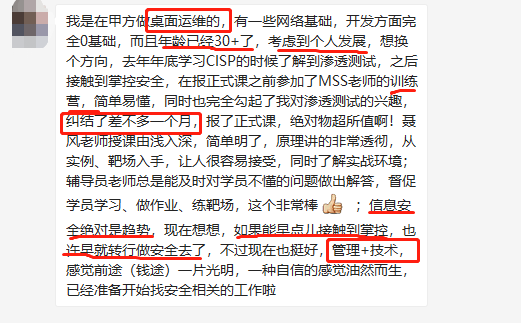 我是在甲方做桌面运维的，有一些网络基础，开发方面完
全0基础，而且年龄已经30+了，考虑到个人发展，想换
个方向，去年年底学习CISP的时候了解到渗透测试，之后
接触到掌控安全，在报正式课之前参加了MSS老师的训练
营，简单易懂，同时也完全勾起了我对渗透测试的兴趣，
纠结了差不多一个月，报了正式课，绝对物超所值啊！聂
风老师授课由浅入深，简单明了，原理讲的非常透彻，从
实例、靶场入手，让人很容易接受，同时了解实战环境；
辅导员老师总是能及时对学员不懂的问题做出解答，督促
学员学习、做作业、练靶场，这个非常棒👍；信息安
全绝对是趋势，现在想想，如果能早点儿接触到掌控，也
许早就转行做安全去了，不过现在也挺好，管理+技术，
感觉前途（钱途）一片光明，一种自信的感觉油然而生，
已经准备开始找安全相关的工作啦